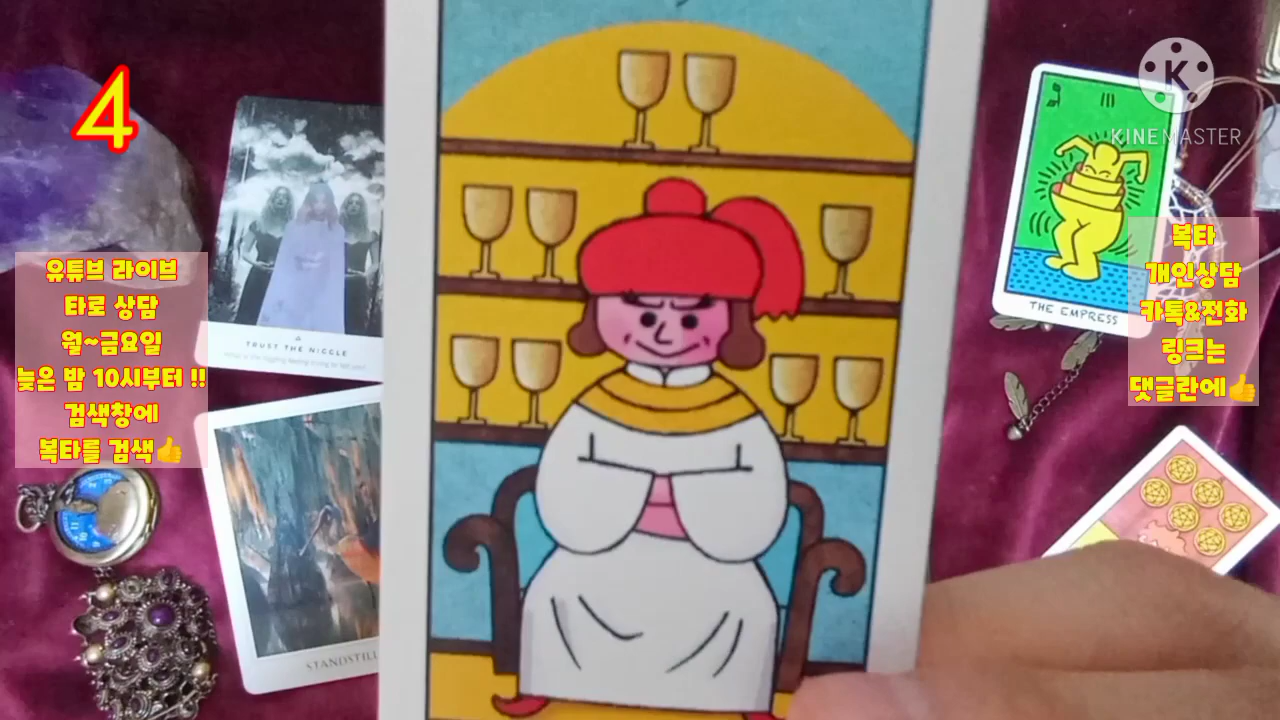 4
유튜브 라이브
타로 상담
월~금요일
늦은 밤 10시부터 !!
검색창에
복타를 검색👍
TRUST THE NIGGLE
STANDSTILL
K
KINEMASTER
III
THE EMPRESS
복타
개인상담
카톡&전화
링크는
댓글란에👍